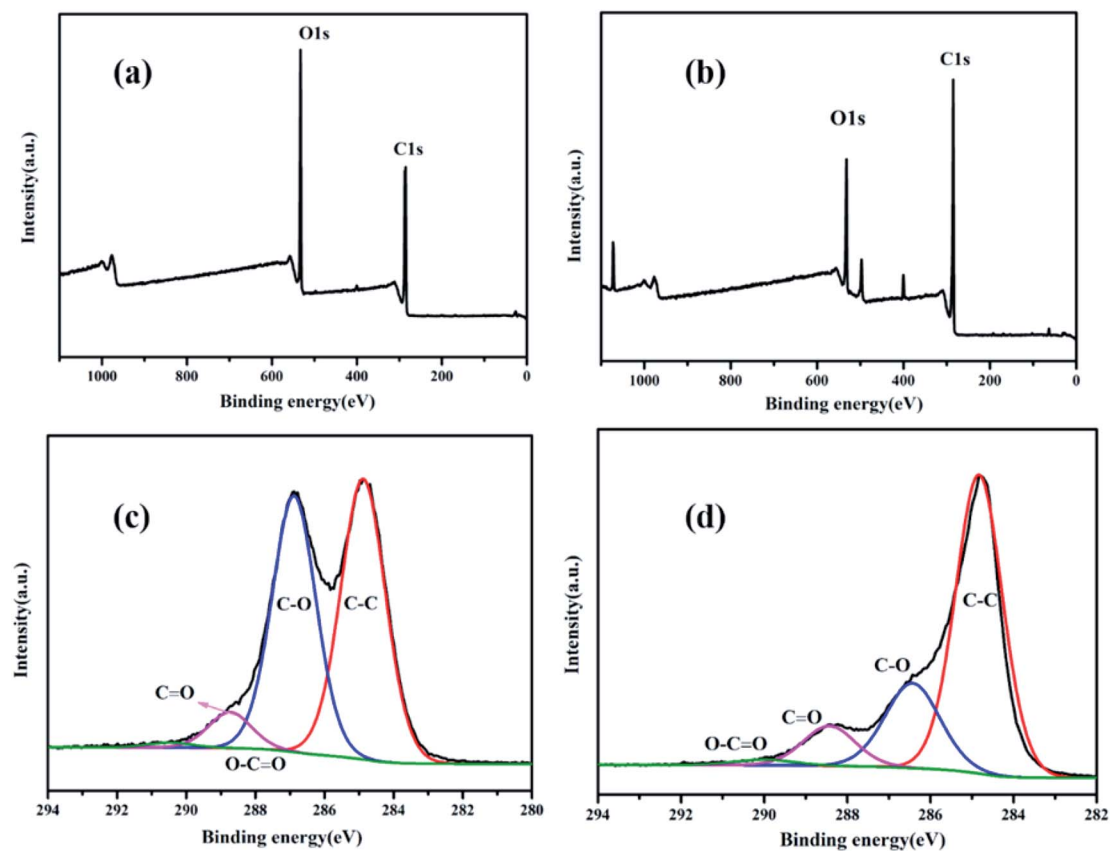 (a)
O1s
C1s
Intensity(a.u.)
1000 800 600 400 200 0
Binding energy(eV)
(b)
C1s
O1s
Intensity(a.u.)
1000 800 600 400 200 0
Binding energy(eV)
(c)
C-O
C-C
C=O
O-C=O
Intensity(a.u.)
294 292 290 288 286 284 282 280
Binding energy(eV)
(d)
C-C
C-O
C=O
O-C=O
Intensity(a.u.)
294 292 290 288 286 284 282
Binding energy(eV)